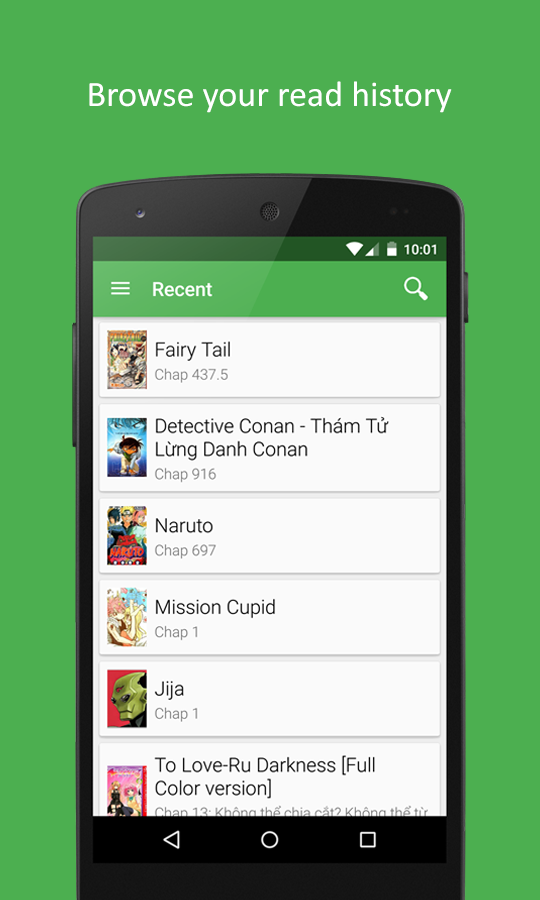 Browse your read history
10:01
Recent
Fairy Tail
Chap 437.5
Detective Conan - Thám Tử
Lừng Danh Conan
Chap 916
Naruto
Chap 697
NARUTO
Mission Cupid
Chap 1
Jija
Chap 1
To Love-Ru Darkness [Full
Color version]
Chap 13: Không thể chia cắt? Không thể từ